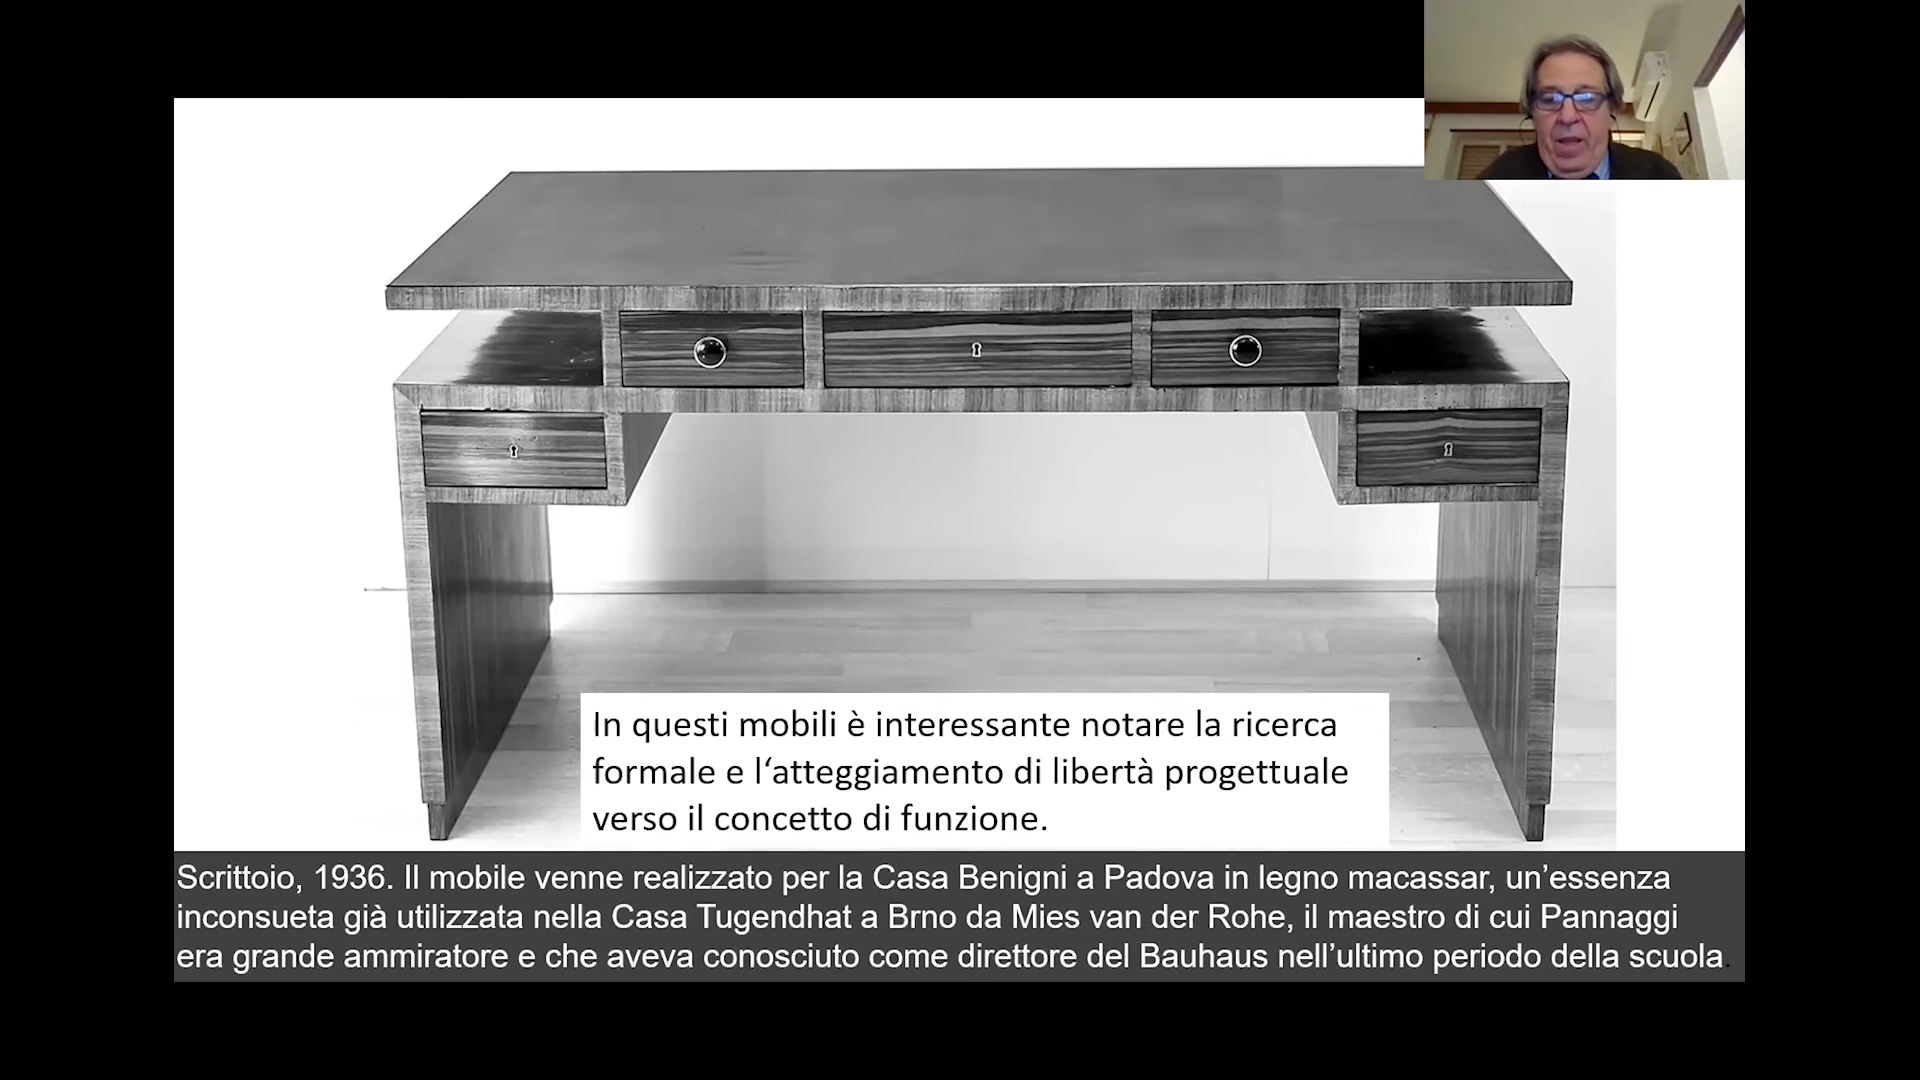 In questi mobili è interessante notare la ricerca
formale e l‘atteggiamento di libertà progettuale
verso il concetto di funzione.
Scrittoio, 1936. Il mobile venne realizzato per la Casa Benigni a Padova in legno macassar, un’essenza
inconsueta già utilizzata nella Casa Tugendhat a Brno da Mies van der Rohe, il maestro di cui Pannaggi
era grande ammiratore e che aveva conosciuto come direttore del Bauhaus nell’ultimo periodo della scuola.